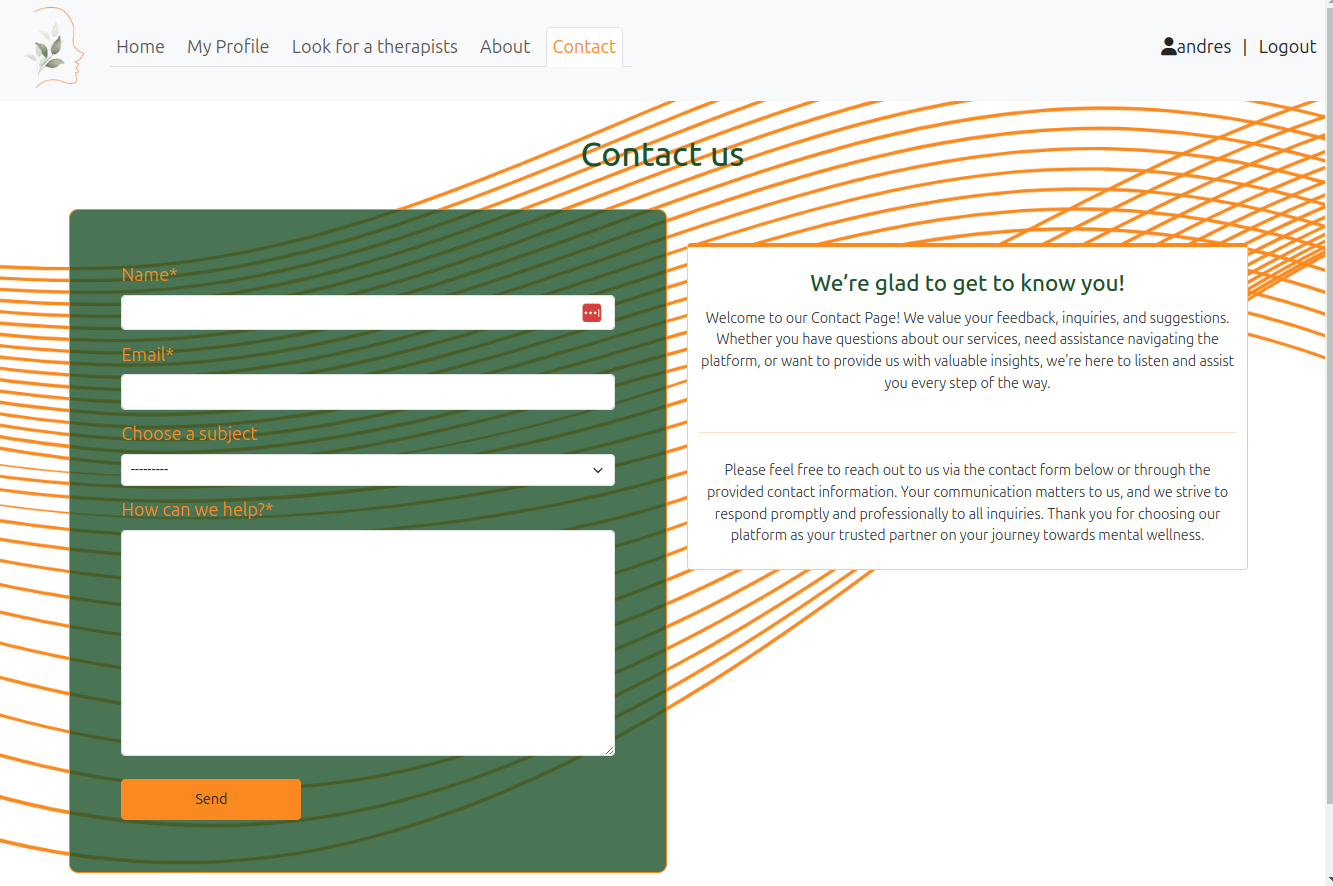 Home My Profile Look for a therapists About Contact andres | Logout
Contact us
Name*
Email*
Choose a subject
---------
How can we help?*
Send
We're glad to get to know you!
Welcome to our Contact Page! We value your feedback, inquiries, and suggestions.
Whether you have questions about our services, need assistance navigating the
platform, or want to provide us with valuable insights, we're here to listen and assist
you every step of the way.
Please feel free to reach out to us via the contact form below or through the
provided contact information. Your communication matters to us, and we strive to
respond promptly and professionally to all inquiries. Thank you for choosing our
platform as your trusted partner on your journey towards mental wellness.